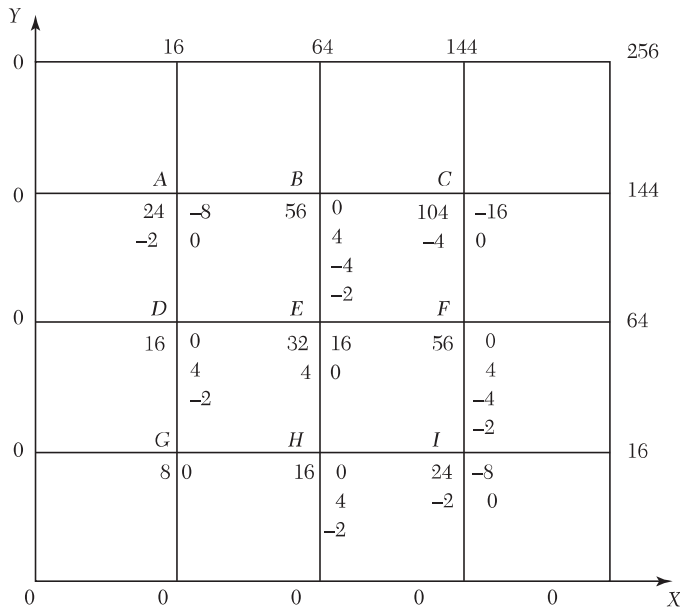 Y
16 64 144
0 256
A B C
0 144
24 -8 56 0 104 -16
-2 0 4 -4 0
-4
-2
D E F
0 64
16 0 32 16 56 0
4 4 0 4
-2 -4
-2
G H I
0 16
8 0 16 0 24 -8
4 -2 0
-2
0 0 0 0 0 X